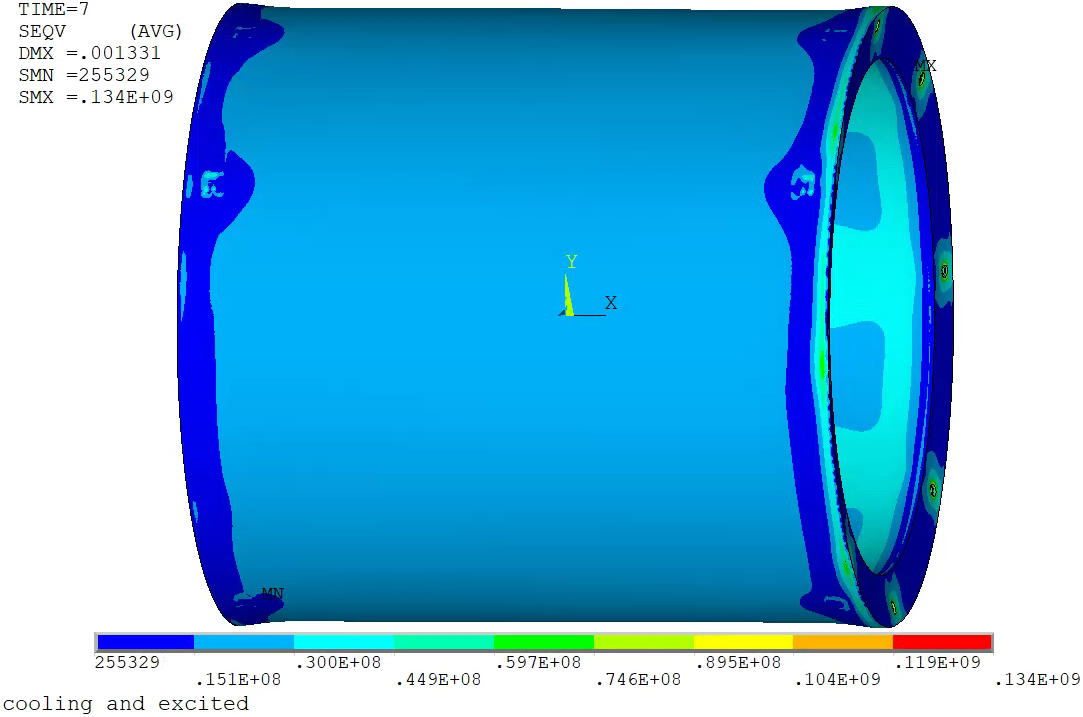 TIME=7
SEQV (AVG)
DMX =.001331
SMN =255329
SMX =.134E+09
MX
Y
X
MN
255329 .300E+08 .597E+08 .895E+08 .119E+09
.151E+08 .449E+08 .746E+08 .104E+09 .134E+09
cooling and excited